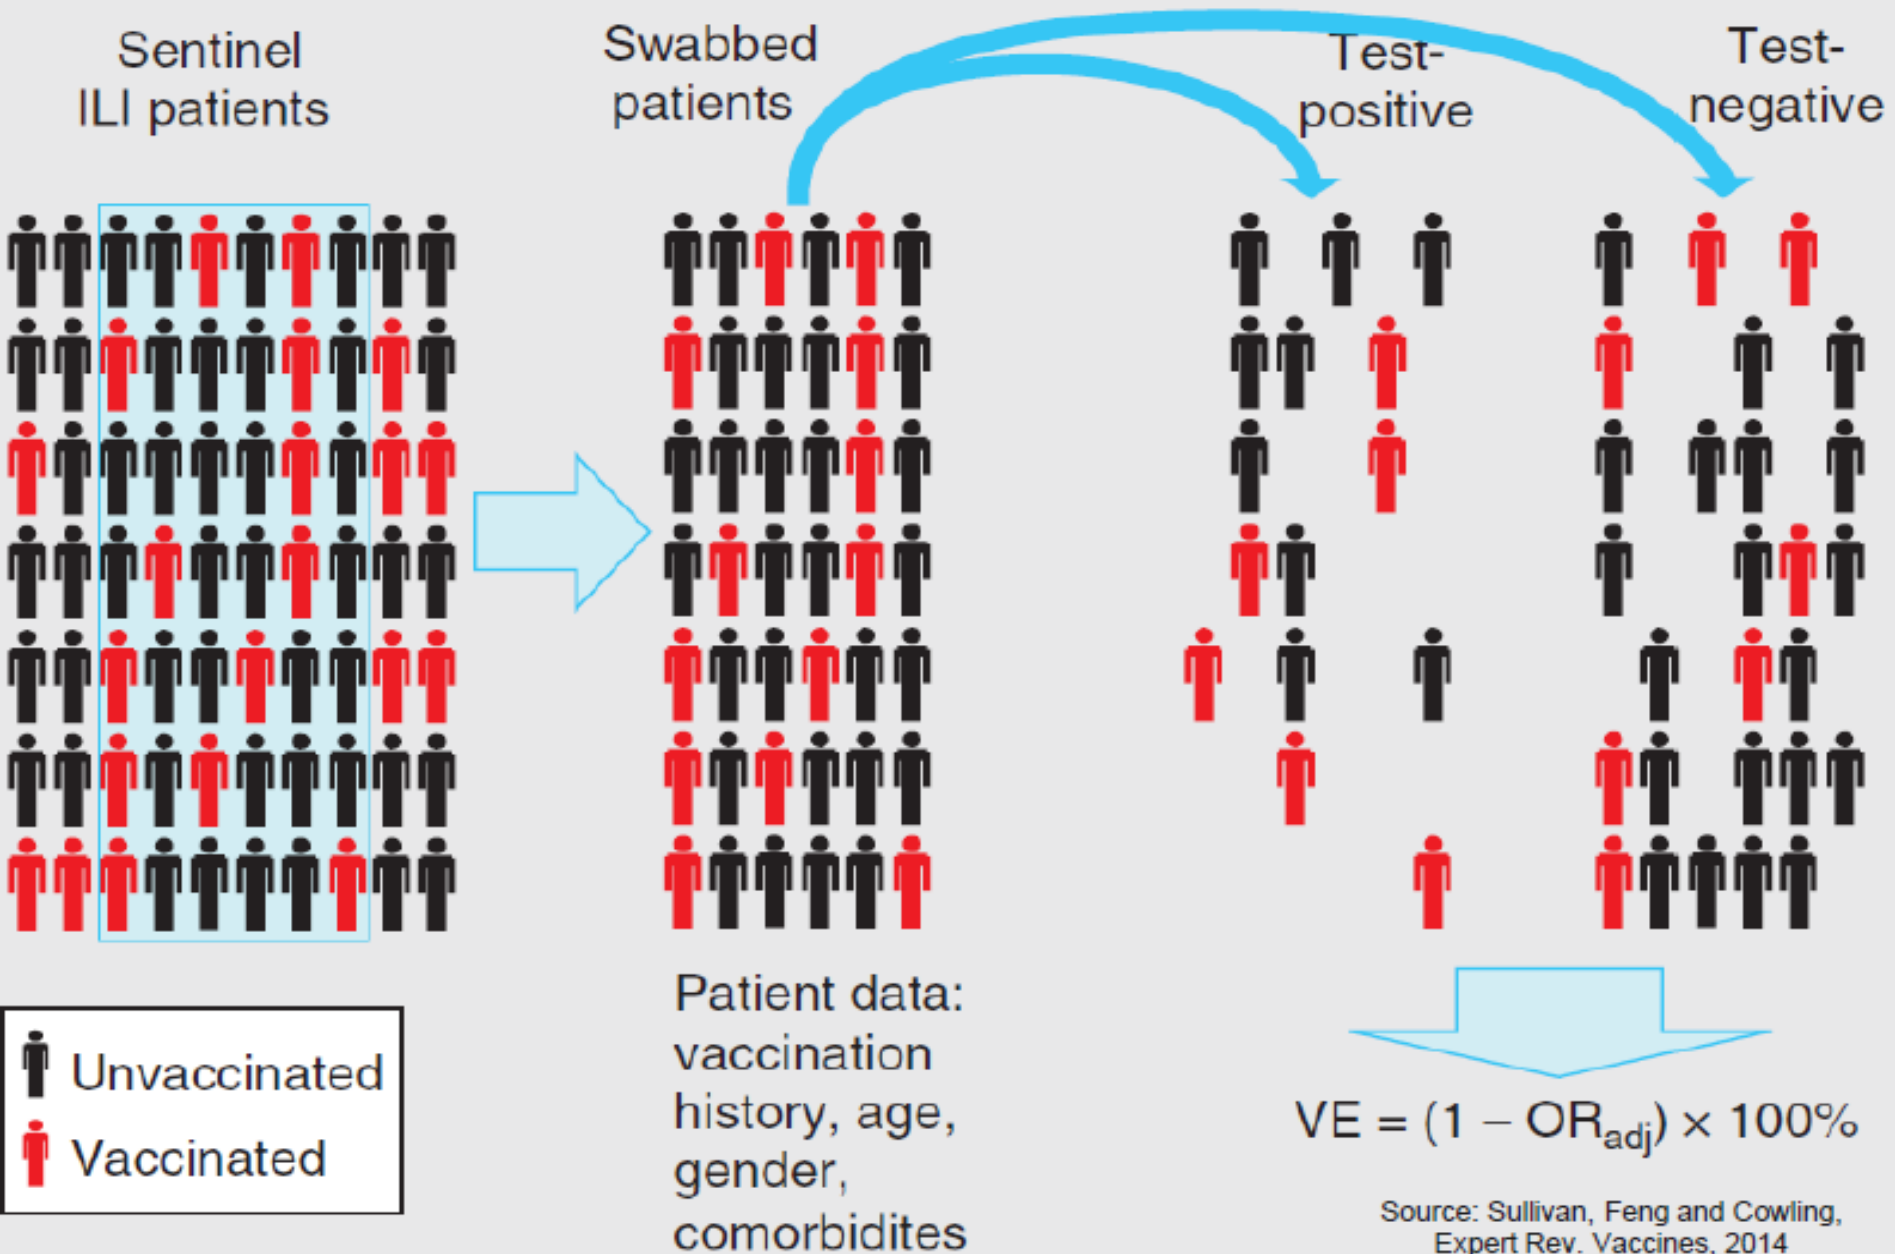 Sentinel
ILI patients
Swabbed
patients
Test-
positive
Test-
negative
Unvaccinated
Vaccinated
Patient data:
vaccination
history, age,
gender,
comorbidites
VE = (1 – ORadj) × 100%
Source: Sullivan, Feng and Cowling,
Expert Rev. Vaccines, 2014